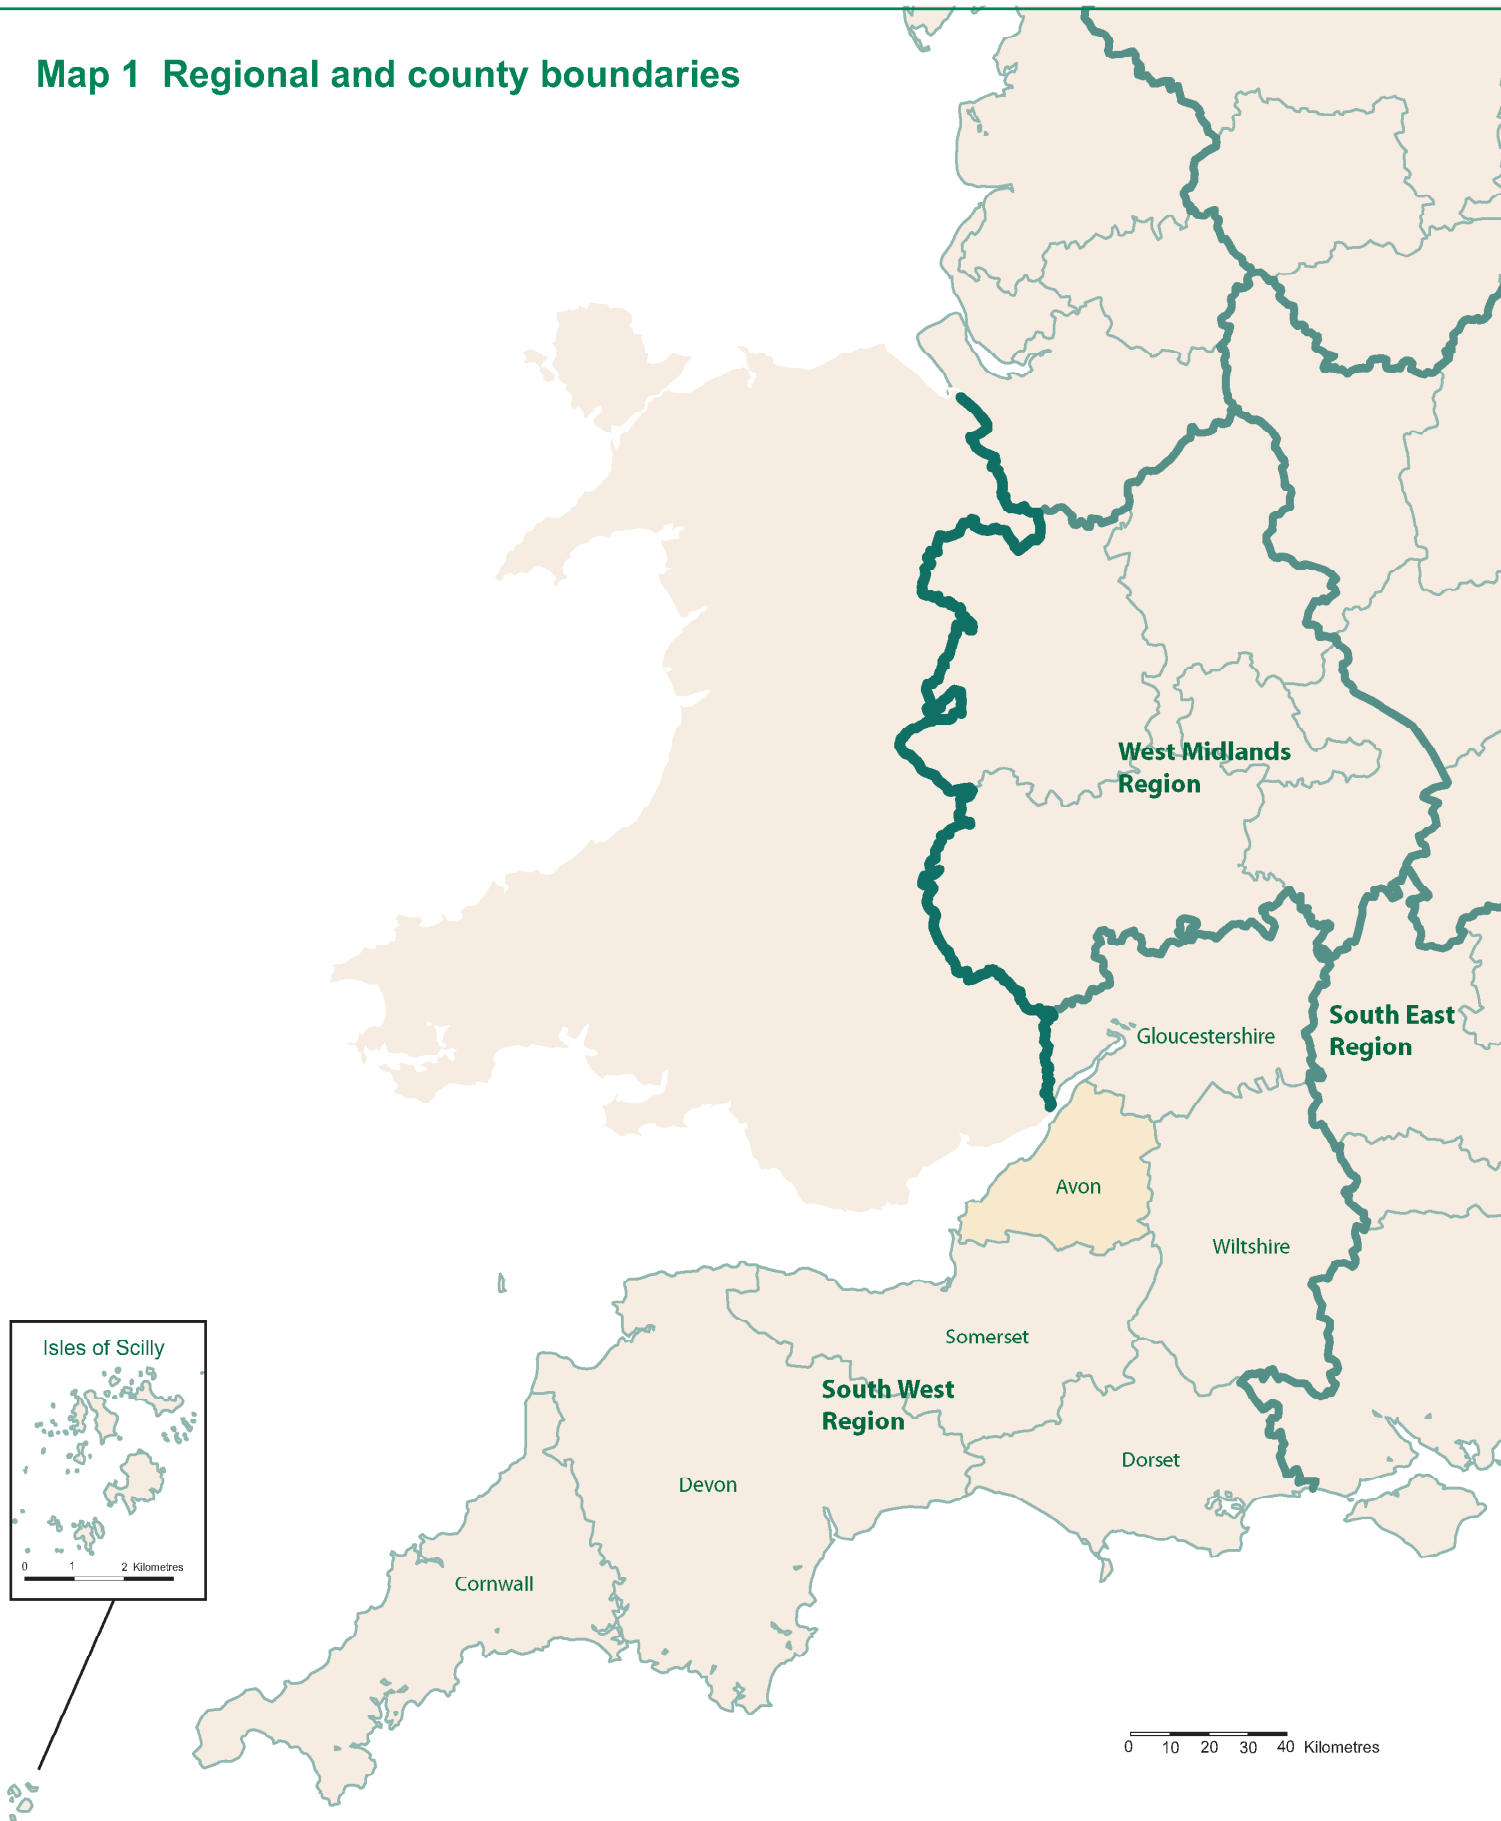 Map 1 Regional and county boundaries
West Midlands
Region
South East
Region
Gloucestershire
Avon
Wiltshire
Somerset
South West
Region
Dorset
Devon
Cornwall
Isles of Scilly
0 1 2 Kilometres
0 10 20 30 40 Kilometres